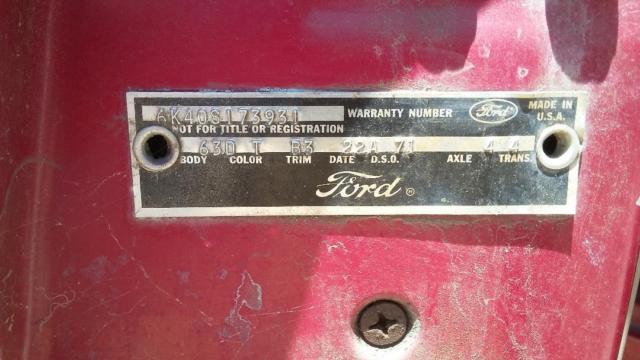 6K40S173931 WARRANTY NUMBER Ford MADE IN U.S.A.
NOT FOR TITLE OR REGISTRATION
63D T B3 22A 71 4 4
BODY COLOR TRIM DATE D.S.O. AXLE TRANS.
Ford ®